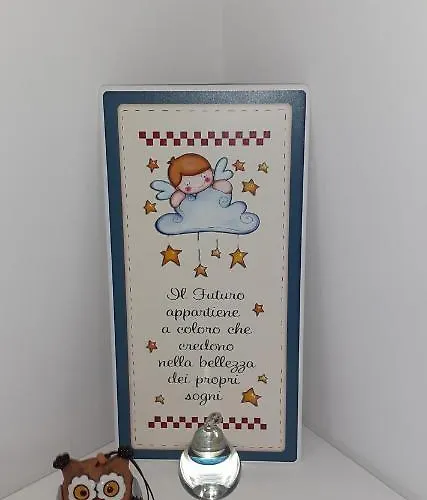 Il Futuro
appartiene
a coloro che
credono
nella bellezza
dei propri
sogni